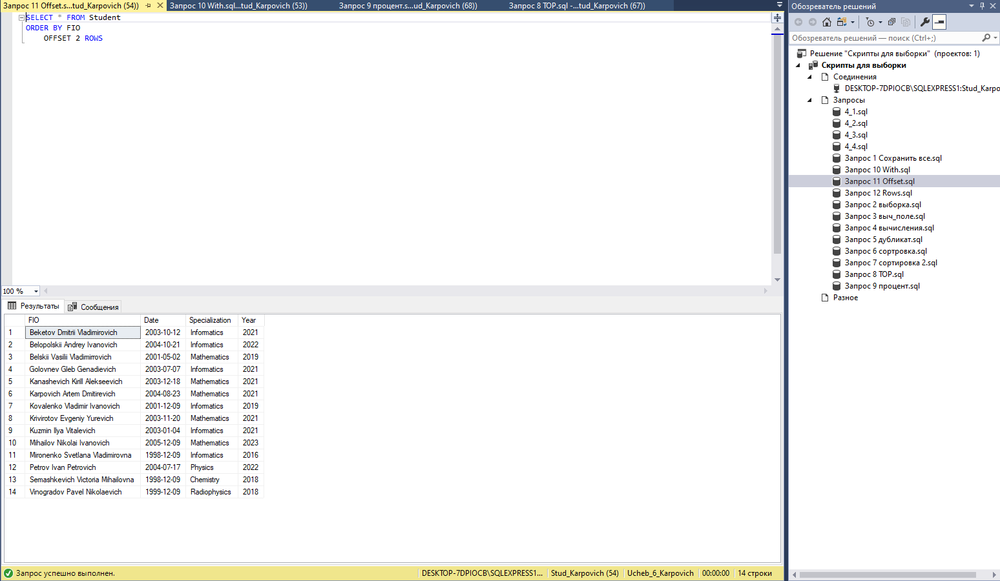 Запрос 11 Offset.s...tud_Karpovich (54))
Запрос 10 With.sql...tud_Karpovich (53))
Запрос 9 процент.s...ud_Karpovich (68))
Запрос 8 TOP.sql -...tud_Karpovich (67))
SELECT * FROM Student
ORDER BY FIO
OFFSET 2 ROWS
100 %
Результаты
Сообщения
FIO Date Specialization Year
1 Beketov Dmitrii Vladimirovich 2003-10-12 Informatics 2021
2 Belopolskii Andrey Ivanovich 2004-10-21 Informatics 2022
3 Belskii Vasilii Vladimirrovich 2001-05-02 Mathematics 2019
4 Golovnev Gleb Genadievich 2003-07-07 Informatics 2021
5 Kanashevich Kirill Alekseevich 2003-12-18 Mathematics 2021
6 Karpovich Artem Dmitirevich 2004-08-23 Mathematics 2021
7 Kovalenko Vladimir Ivanovich 2001-12-09 Informatics 2019
8 Krivirotov Evgeniy Yurevich 2003-11-20 Mathematics 2021
9 Kuzmin Ilya Vitalevich 2003-01-04 Informatics 2021
10 Mihailov Nikolai Ivanovich 2005-12-09 Mathematics 2023
11 Mironenko Svetlana Vladimirovna 1998-12-09 Informatics 2016
12 Petrov Ivan Petrovich 2004-07-17 Physics 2022
13 Semashkevich Victoria Mihailovna 1998-12-09 Chemistry 2018
14 Vinogradov Pavel Nikolaevich 1999-12-09 Radiophysics 2018
Запрос успешно выполнен.
DESKTOP-7DPIOCB\SQLEXPRESS1...
Stud_Karpovich (54)
Ucheb_6_Karpovich
00:00:00
14 строки
Обозреватель решений
Обозреватель решений — поиск (Ctrl+;)
Решение "Скрипты для выборки" (проектов: 1)
Скрипты для выборки
Соединения
DESKTOP-7DPIOCB\SQLEXPRESS1:Stud_Karpo
Запросы
4_1.sql
4_2.sql
4_3.sql
4_4.sql
Запрос 1 Сохранить все.sql
Запрос 10 With.sql
Запрос 11 Offset.sql
Запрос 12 Rows.sql
Запрос 2 выборка.sql
Запрос 3 выч_поле.sql
Запрос 4 вычисления.sql
Запрос 5 дубликат.sql
Запрос 6 сортровка.sql
Запрос 7 сортировка 2.sql
Запрос 8 TOP.sql
Запрос 9 процент.sql
Разное